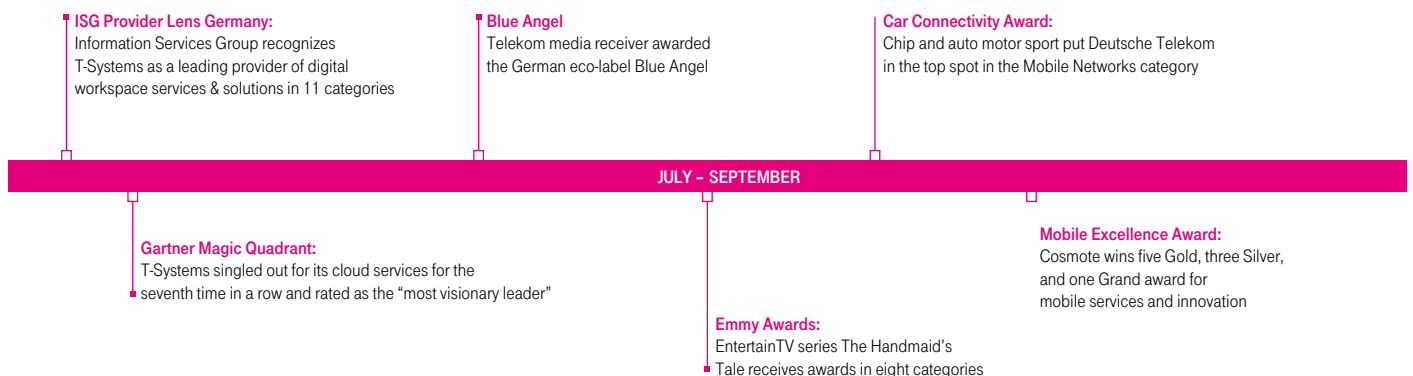 ISG Provider Lens Germany:
Information Services Group recognizes
T-Systems as a leading provider of digital
workspace services & solutions in 11 categories
Blue Angel
Telekom media receiver awarded
the German eco-label Blue Angel
Car Connectivity Award:
Chip and auto motor sport put Deutsche Telekom
in the top spot in the Mobile Networks category
JULY – SEPTEMBER
Gartner Magic Quadrant:
T-Systems singled out for its cloud services for the
seventh time in a row and rated as the “most visionary leader”
Emmy Awards:
EntertainTV series The Handmaid’s
Tale receives awards in eight categories
Mobile Excellence Award:
Cosmote wins five Gold, three Silver,
and one Grand award for
mobile services and innovation